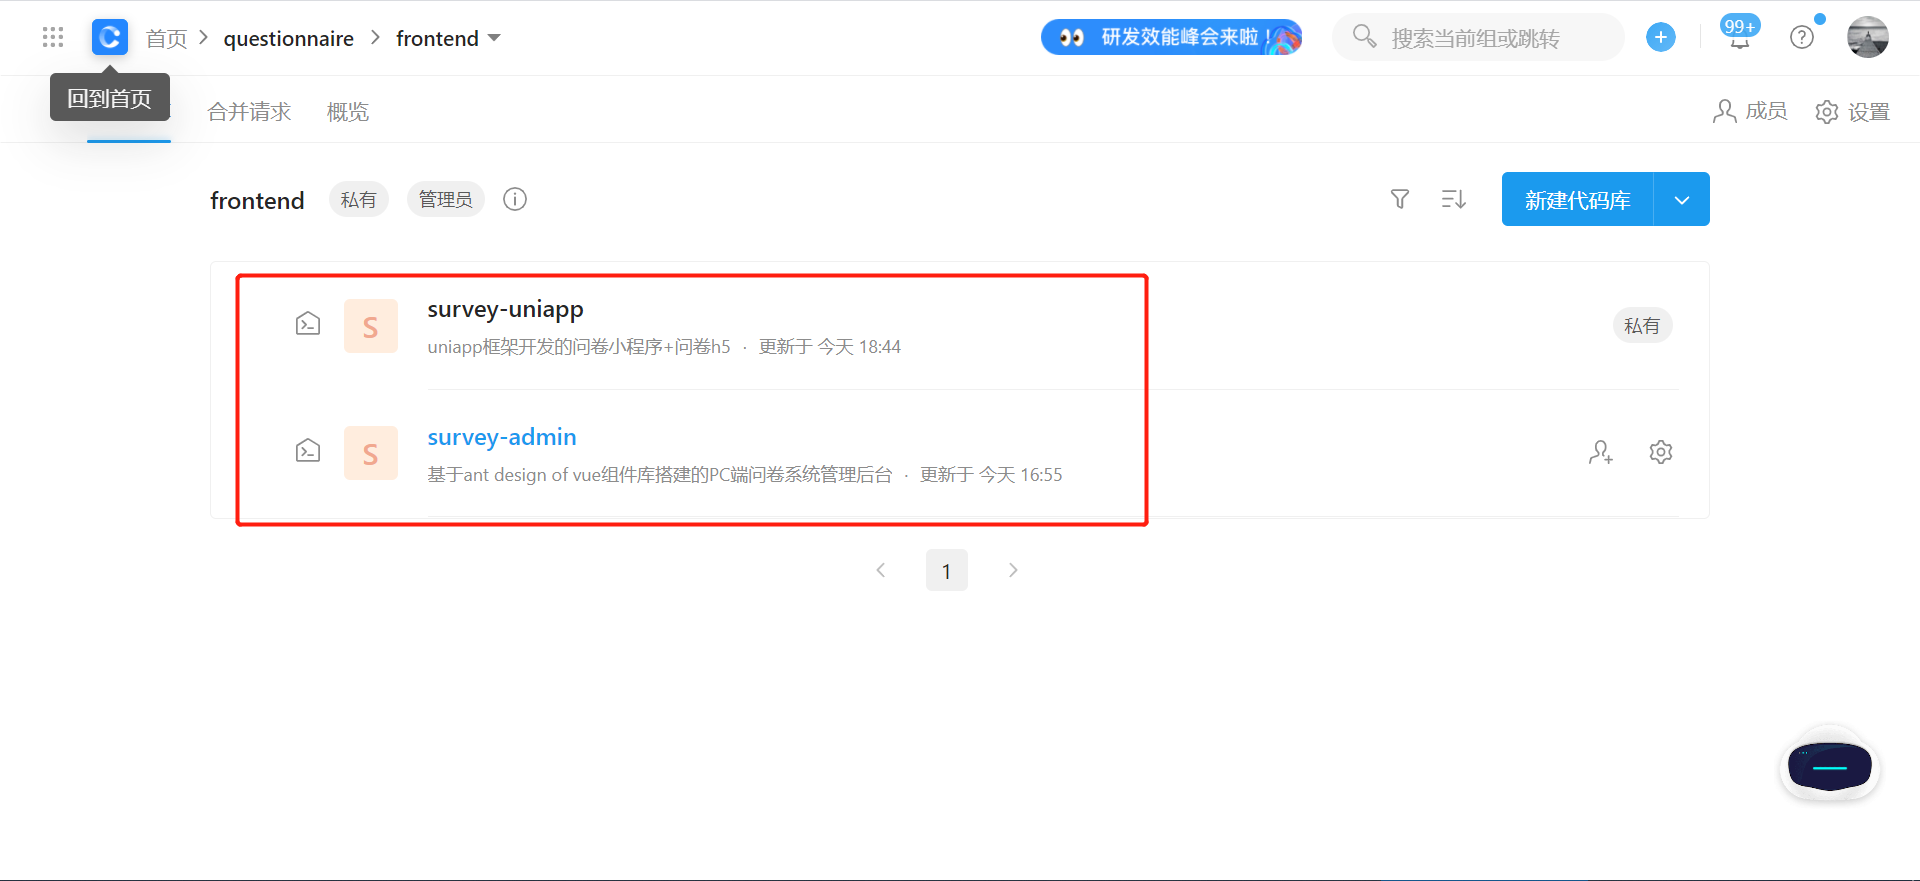 首页 questionnaire frontend
研发效能峰会来啦！
搜索当前组或跳转
99+
回到首页
合并请求 概览
成员 设置
frontend 私有 管理员
新建代码库
S
survey-uniapp
uniapp框架开发的问卷小程序+问卷h5 · 更新于 今天 18:44
私有
S
survey-admin
基于ant design of vue组件库搭建的PC端问卷系统管理后台 · 更新于 今天 16:55
1